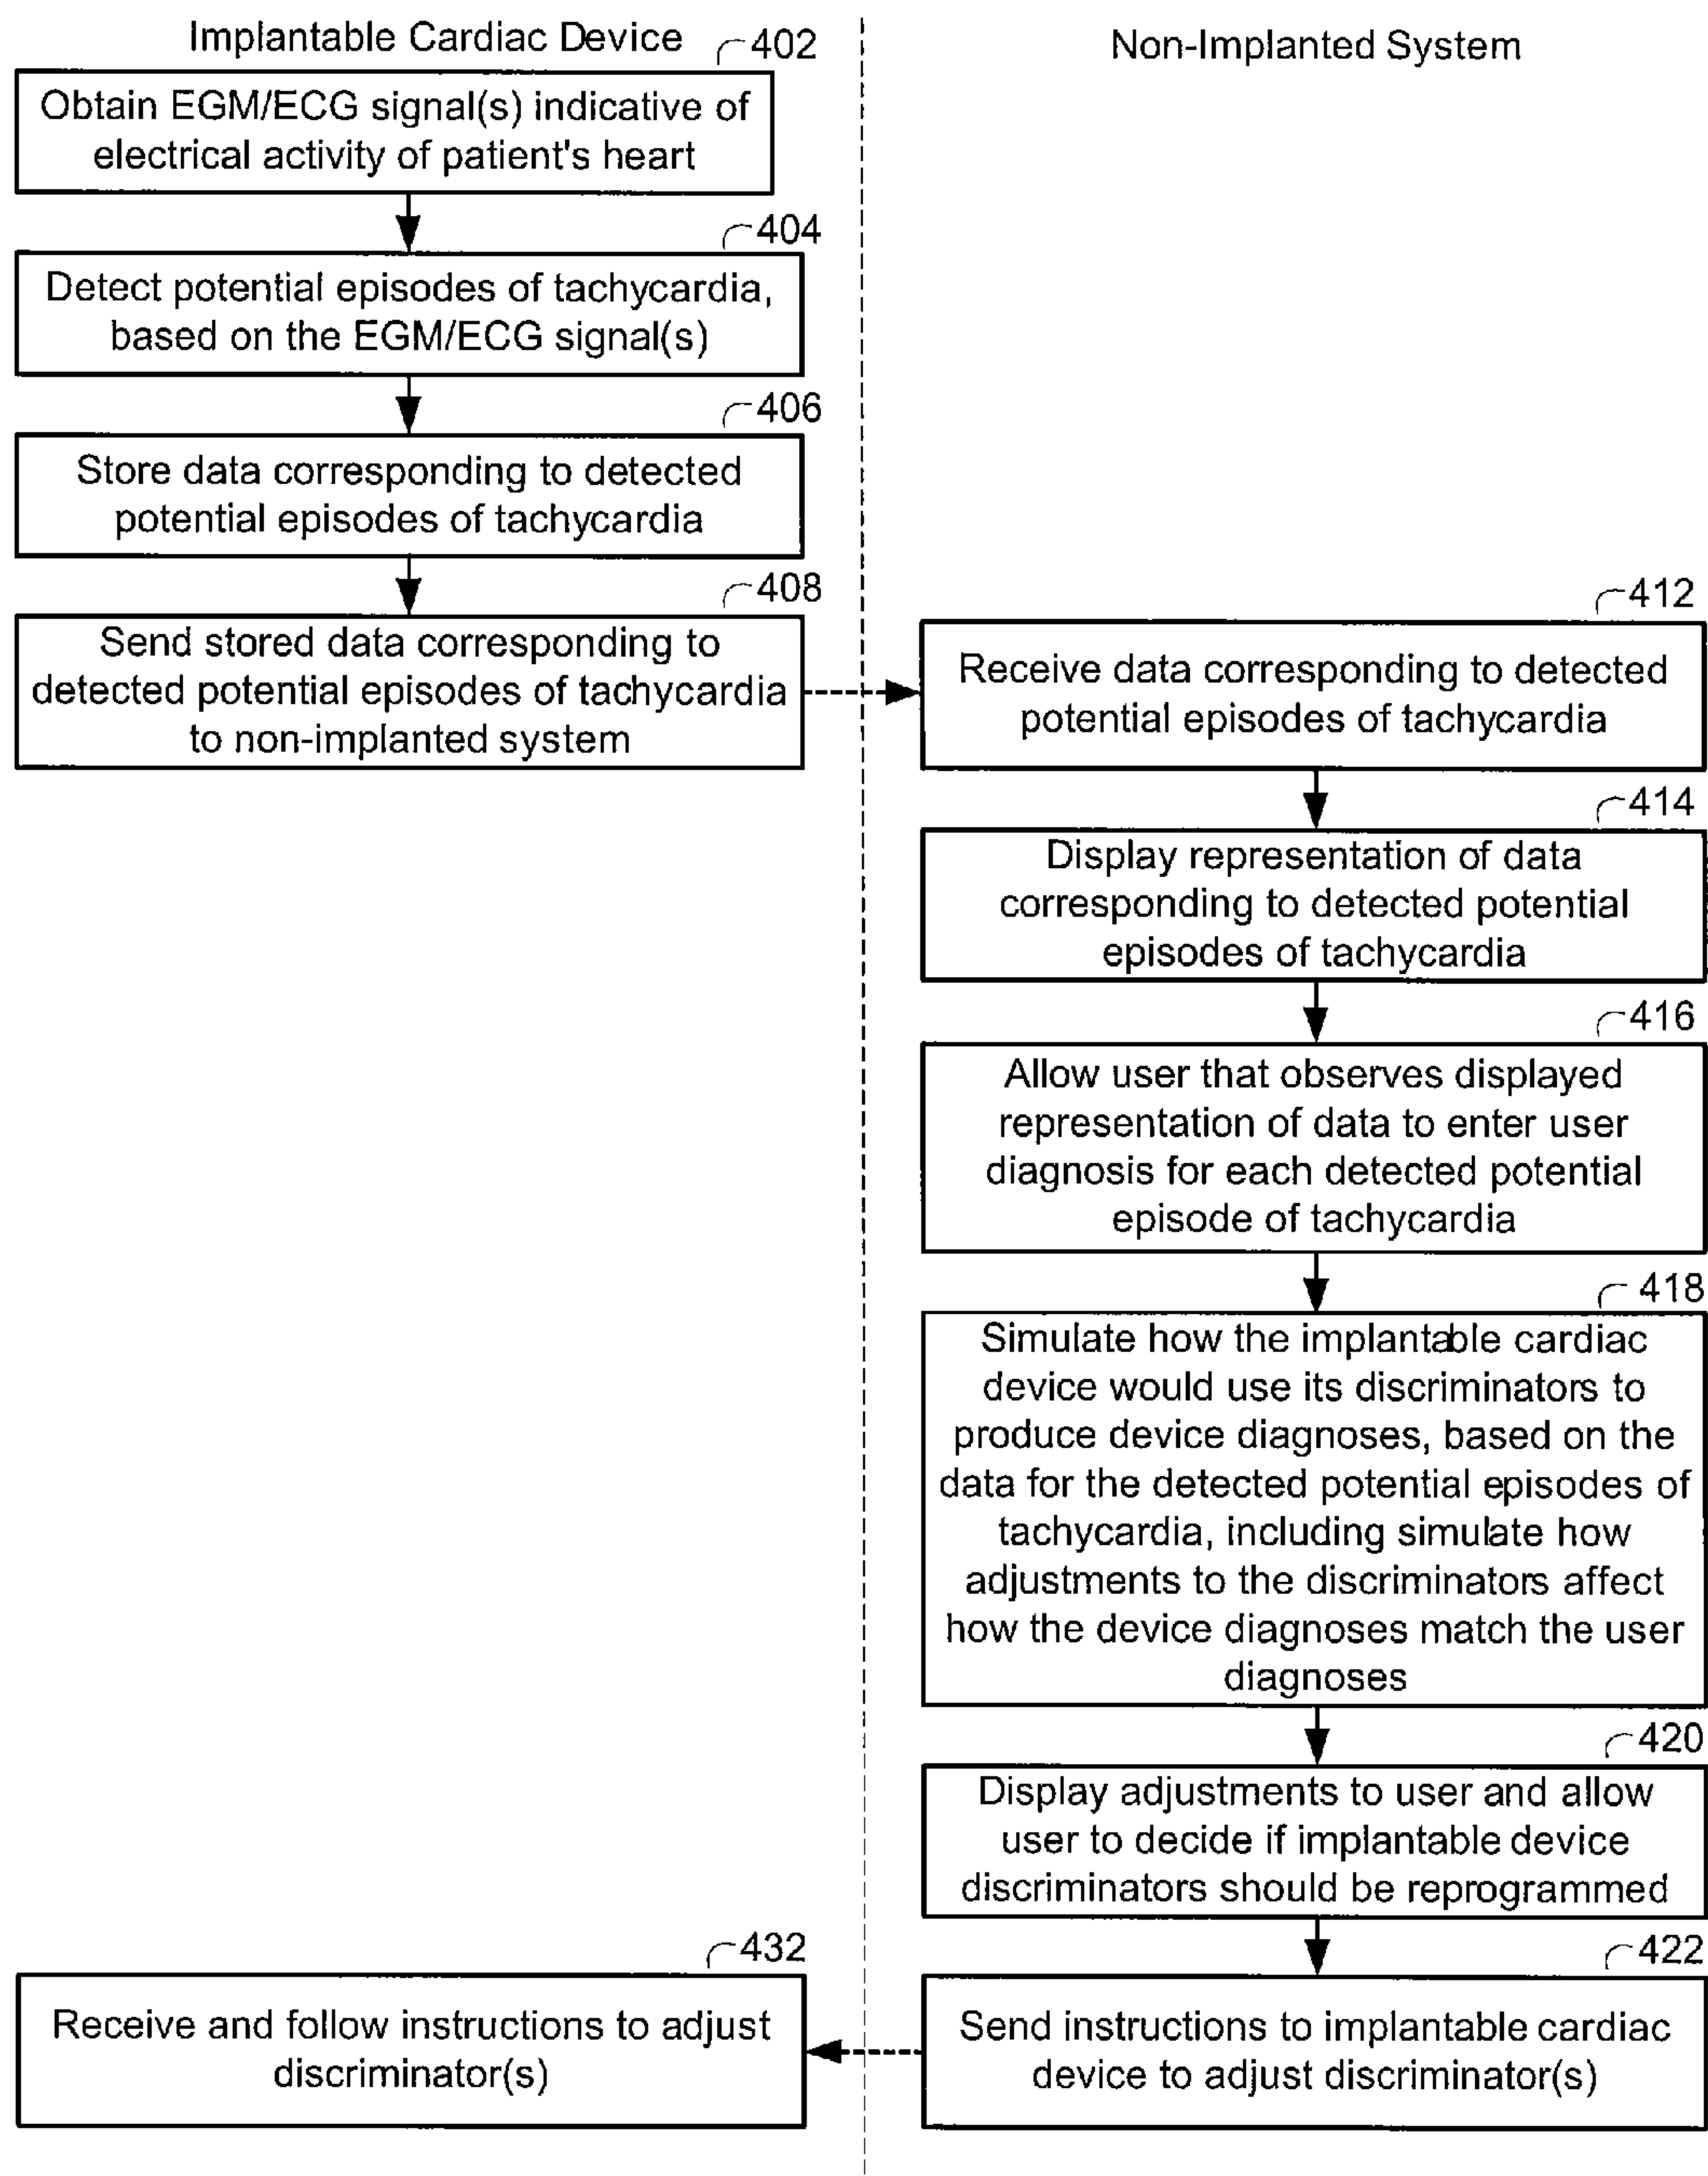 Implantable Cardiac Device
402
Obtain EGM/ECG signal(s) indicative of
electrical activity of patient's heart
404
Detect potential episodes of tachycardia,
based on the EGM/ECG signal(s)
406
Store data corresponding to detected
potential episodes of tachycardia
408
Send stored data corresponding to
detected potential episodes of tachycardia
to non-implanted system
Non-Implanted System
412
Receive data corresponding to detected
potential episodes of tachycardia
414
Display representation of data
corresponding to detected potential
episodes of tachycardia
416
Allow user that observes displayed
representation of data to enter user
diagnosis for each detected potential
episode of tachycardia
418
Simulate how the implantable cardiac
device would use its discriminators to
produce device diagnoses, based on the
data for the detected potential episodes of
tachycardia, including simulate how
adjustments to the discriminators affect
how the device diagnoses match the user
diagnoses
420
Display adjustments to user and allow
user to decide if implantable device
discriminators should be reprogrammed
422
Send instructions to implantable cardiac
device to adjust discriminator(s)
432
Receive and follow instructions to adjust
discriminator(s)